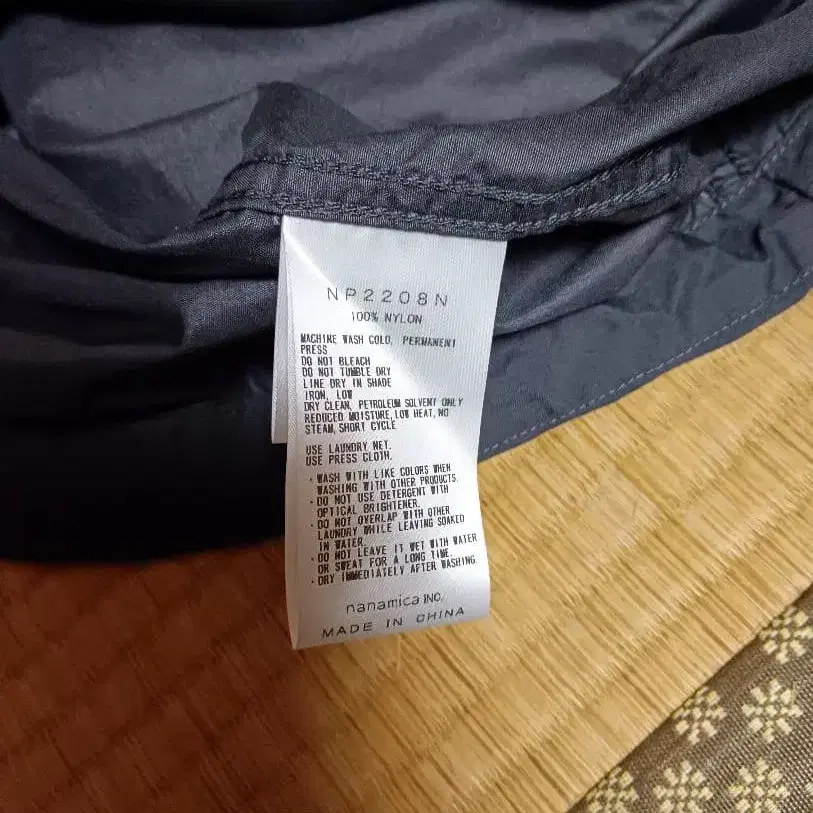 NP2208N
100% NYLON
MACHINE WASH COLD, PERMANENT
PRESS
DO NOT BLEACH
DO NOT TUMBLE DRY
LINE DRY IN SHADE
IRON, LOW
DRY CLEAN, PETROLEUM SOLVENT ONLY
REDUCED MOISTURE, LOW HEAT, NO
STEAM, SHORT CYCLE
USE LAUNDRY NET.
USE PRESS CLOTH.
・WASH WITH LIKE COLORS WHEN
WASHING WITH OTHER PRODUCTS.
・DO NOT USE DETERGENT WITH
OPTICAL BRIGHTENER.
・DO NOT OVERLAP WITH OTHER
LAUNDRY WHILE LEAVING SOAKED
IN WATER.
・DO NOT LEAVE IT WET WITH WATER
OR SWEAT FOR A LONG TIME.
・DRY IMMEDIATELY AFTER WASHING.
nanamica INC.
MADE IN CHINA